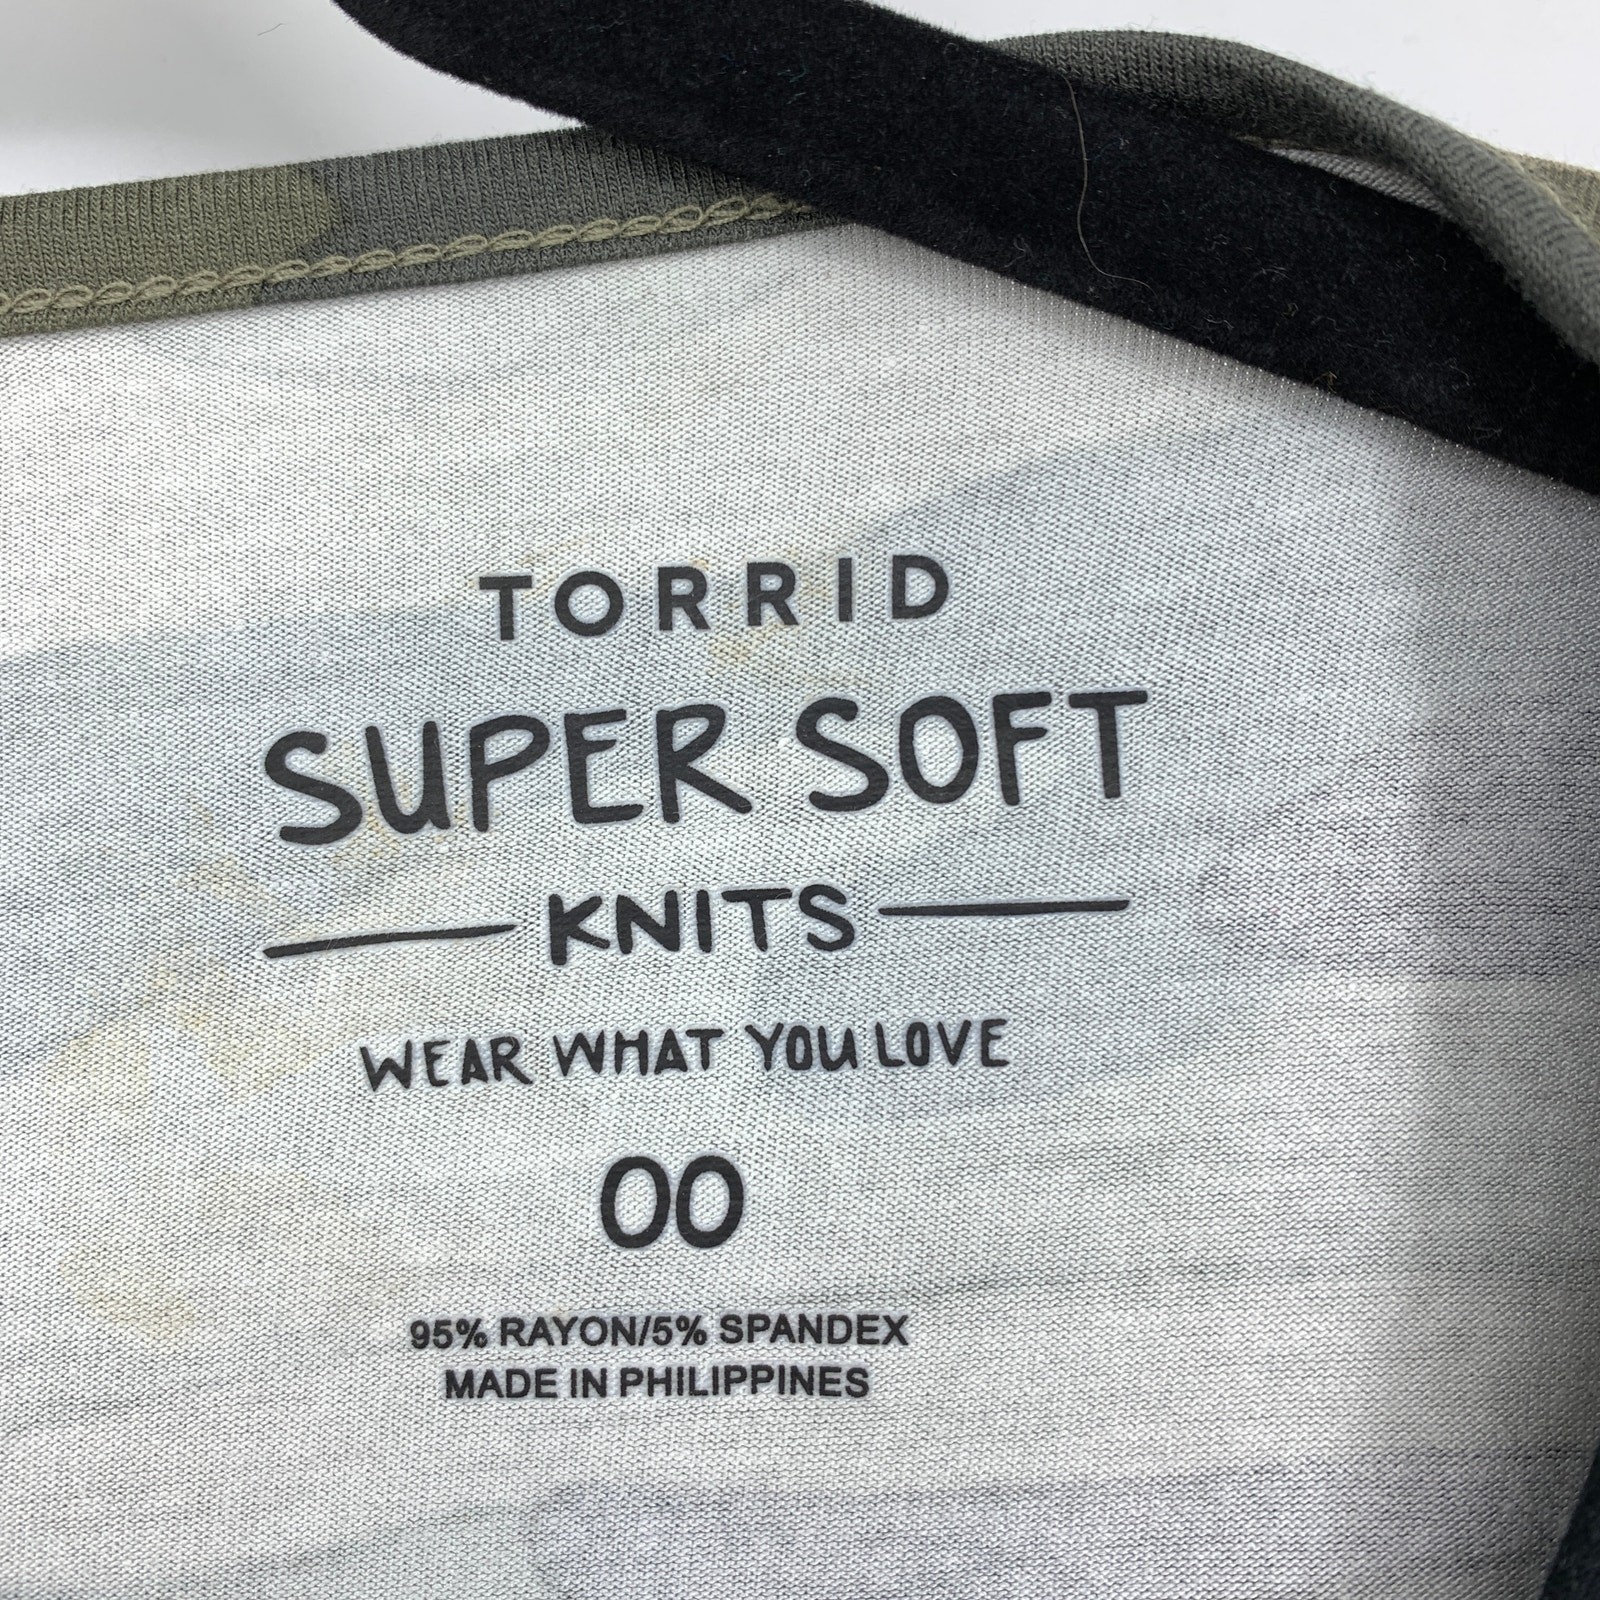 TORRID
SUPER SOFT
KNITS
WEAR WHAT YOU LOVE
00
95% RAYON/5% SPANDEX
MADE IN PHILIPPINES